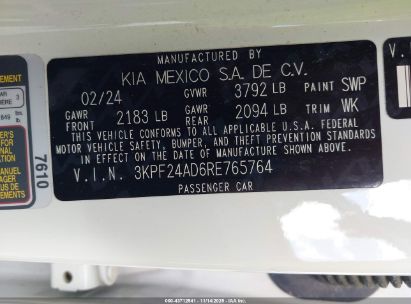 MANUFACTURED BY
KIA MEXICO S.A. DE C.V.
02/24 GVWR 3792 LB PAINT SWP
GAWR FRONT 2183 LB GAWR REAR 2094 LB TRIM WK
THIS VEHICLE CONFORMS TO ALL APPLICABLE U.S.A. FEDERAL
MOTOR VEHICLE SAFETY, BUMPER, AND THEFT PREVENTION STANDARDS
IN EFFECT ON THE DATE OF MANUFACTURE SHOWN ABOVE.
V.I.N. 3KPF24AD6RE765764
PASSENGER CAR
7610
V.I